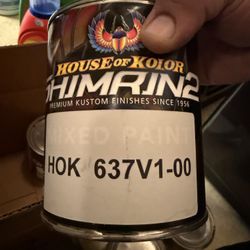 HOUSE OF KOLOR
SHIMRIN2
PREMIUM KUSTOM FINISHES SINCE 1956
MIXED PAINT
HOK 637V1-00